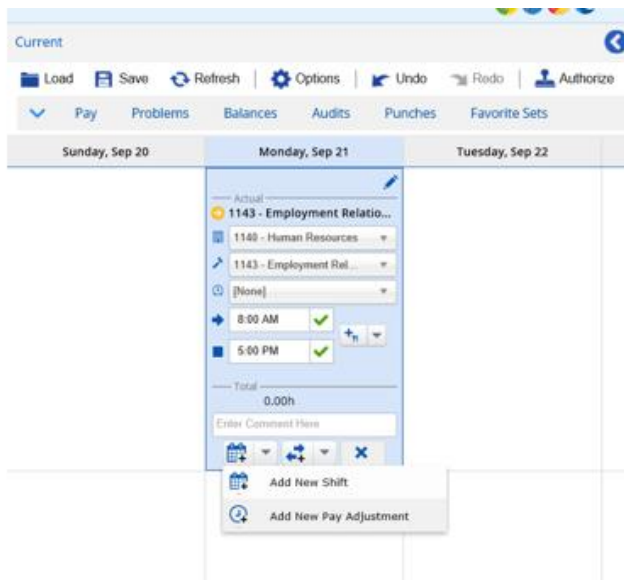 Current
Load Save Refresh Options Undo Redo Authorize
Pay Problems Balances Audits Punches Favorite Sets
Sunday, Sep 20 Monday, Sep 21 Tuesday, Sep 22
Actual
1143 - Employment Relatio...
1140 - Human Resources
1143 - Employment Rel...
[None]
8:00 AM
5:00 PM
Total
0.00h
Enter Comment Here
Add New Shift
Add New Pay Adjustment